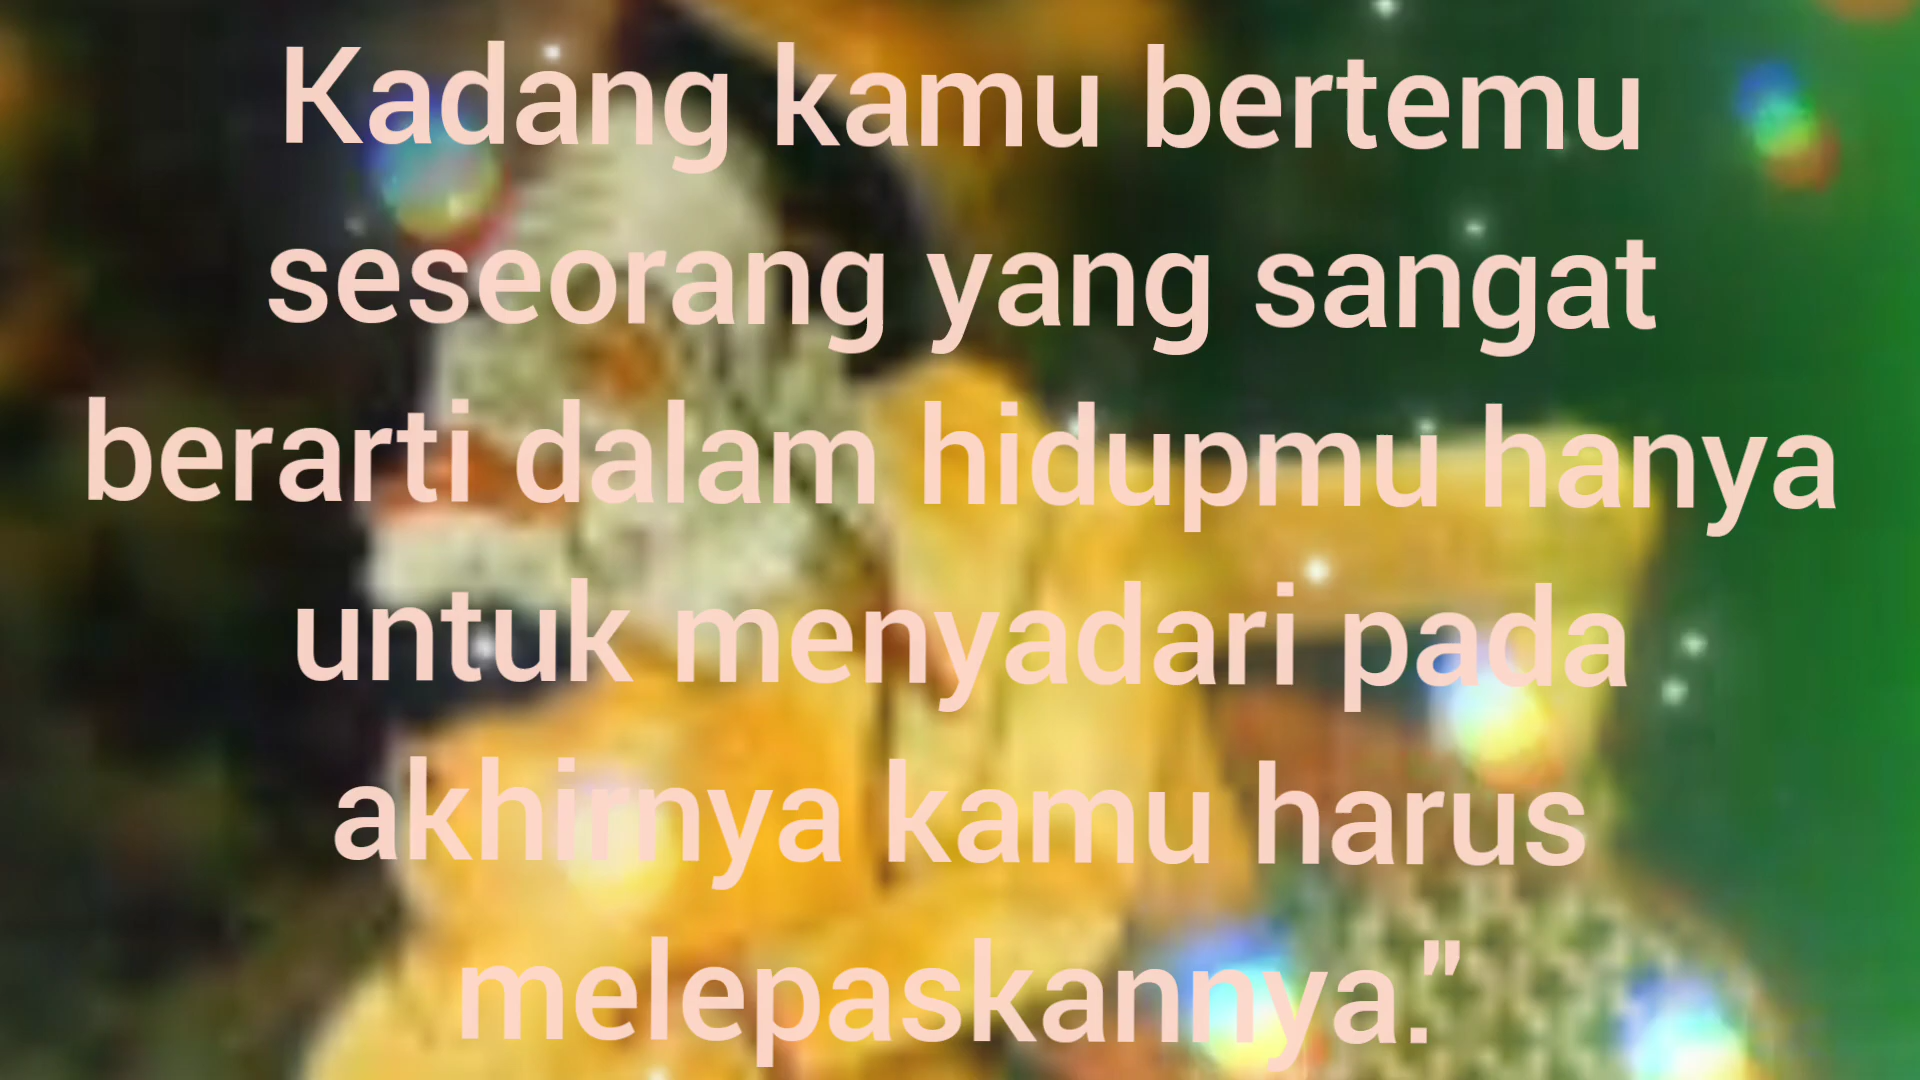 Kadang kamu bertemu
seseorang yang sangat
berarti dalam hidupmu hanya
untuk menyadari pada
akhirnya kamu harus
melepaskannya."